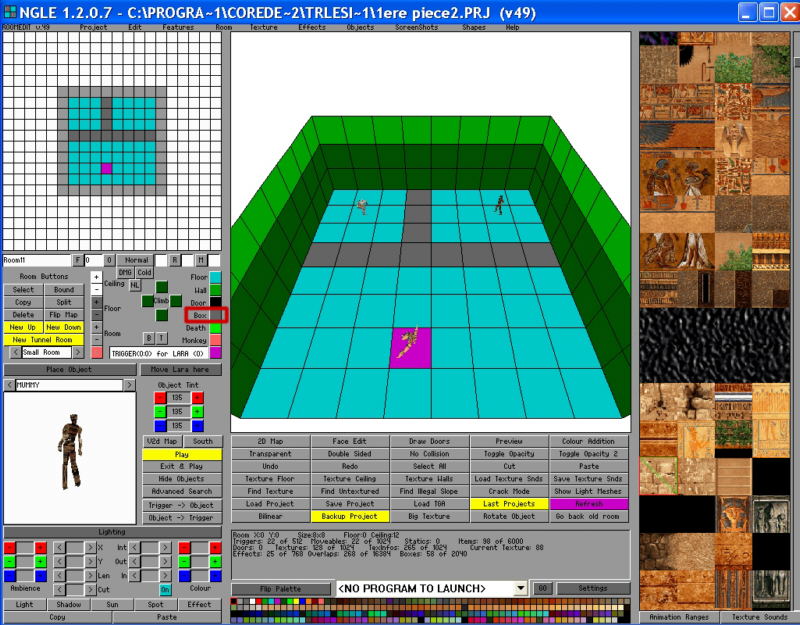 NGLE 1.2.0.7 - C:\PROGRA~1\COREDE~2\TRLESI~1\1ere piece2.PRJ (v49)
ROOMEDIT v.49 Project Edit Features Room Texture Effects Objects ScreenShots Shapes Help
Room11 F 0 0 Normal R M
DMG Cold
Ceiling NL
Room Buttons
Select Bound
Copy Split
Delete Flip Map
New Up New Down
New Tunnel Room
< Small Room >
+ - + - + -
Floor
Room
Climb
B T
Floor
Wall
Door
Box
Death
Monkey
TRIGGER(0:0) for LARA (0)
Place Object Move Lara here
< MUMMY >
Object Tint
- 135 +
- 135 +
- 135 +
V2d Map South
Play
Exit & Play
Hide Objects
Advanced Search
Trigger -> Object
Object -> Trigger
2D Map Face Edit Draw Doors Preview Colour Addition
Transparent Double Sided No Collision Toggle Opacity Toggle Opacity 2
Undo Redo Select All Cut Paste
Texture Floor Texture Ceiling Texture Walls Load Texture Snds Save Texture Snds
Find Texture Find Untextured Find Illegal Slope Crack Mode Show Light Meshes
Load Project Save Project Load TGA Last Projects Refresh
Bilinear Backup Project Big Texture Rotate Object Go back old room
Lighting
- + < > X Int < > - +
- + < > Y Out < > - +
- + < > Len In < > - +
Ambience < > Cut On Colour
Light Shadow Sun Spot Effect
Copy Paste
Room X:0 Y:0 Size:8x8 Floor:0 Ceiling:12
Triggers: 22 of 512 Moveables: 22 of 1024 Statics: 0 Items: 98 of 6000
Doors: 0 Textures: 128 of 1024 TexInfos: 265 of 1024 Current Texture: 88
Effects: 25 of 768 Overlaps: 268 of 16384 Boxes: 58 of 2040
Flip Palette <NO PROGRAM TO LAUNCH> GO Settings
Animation Ranges Texture Sounds